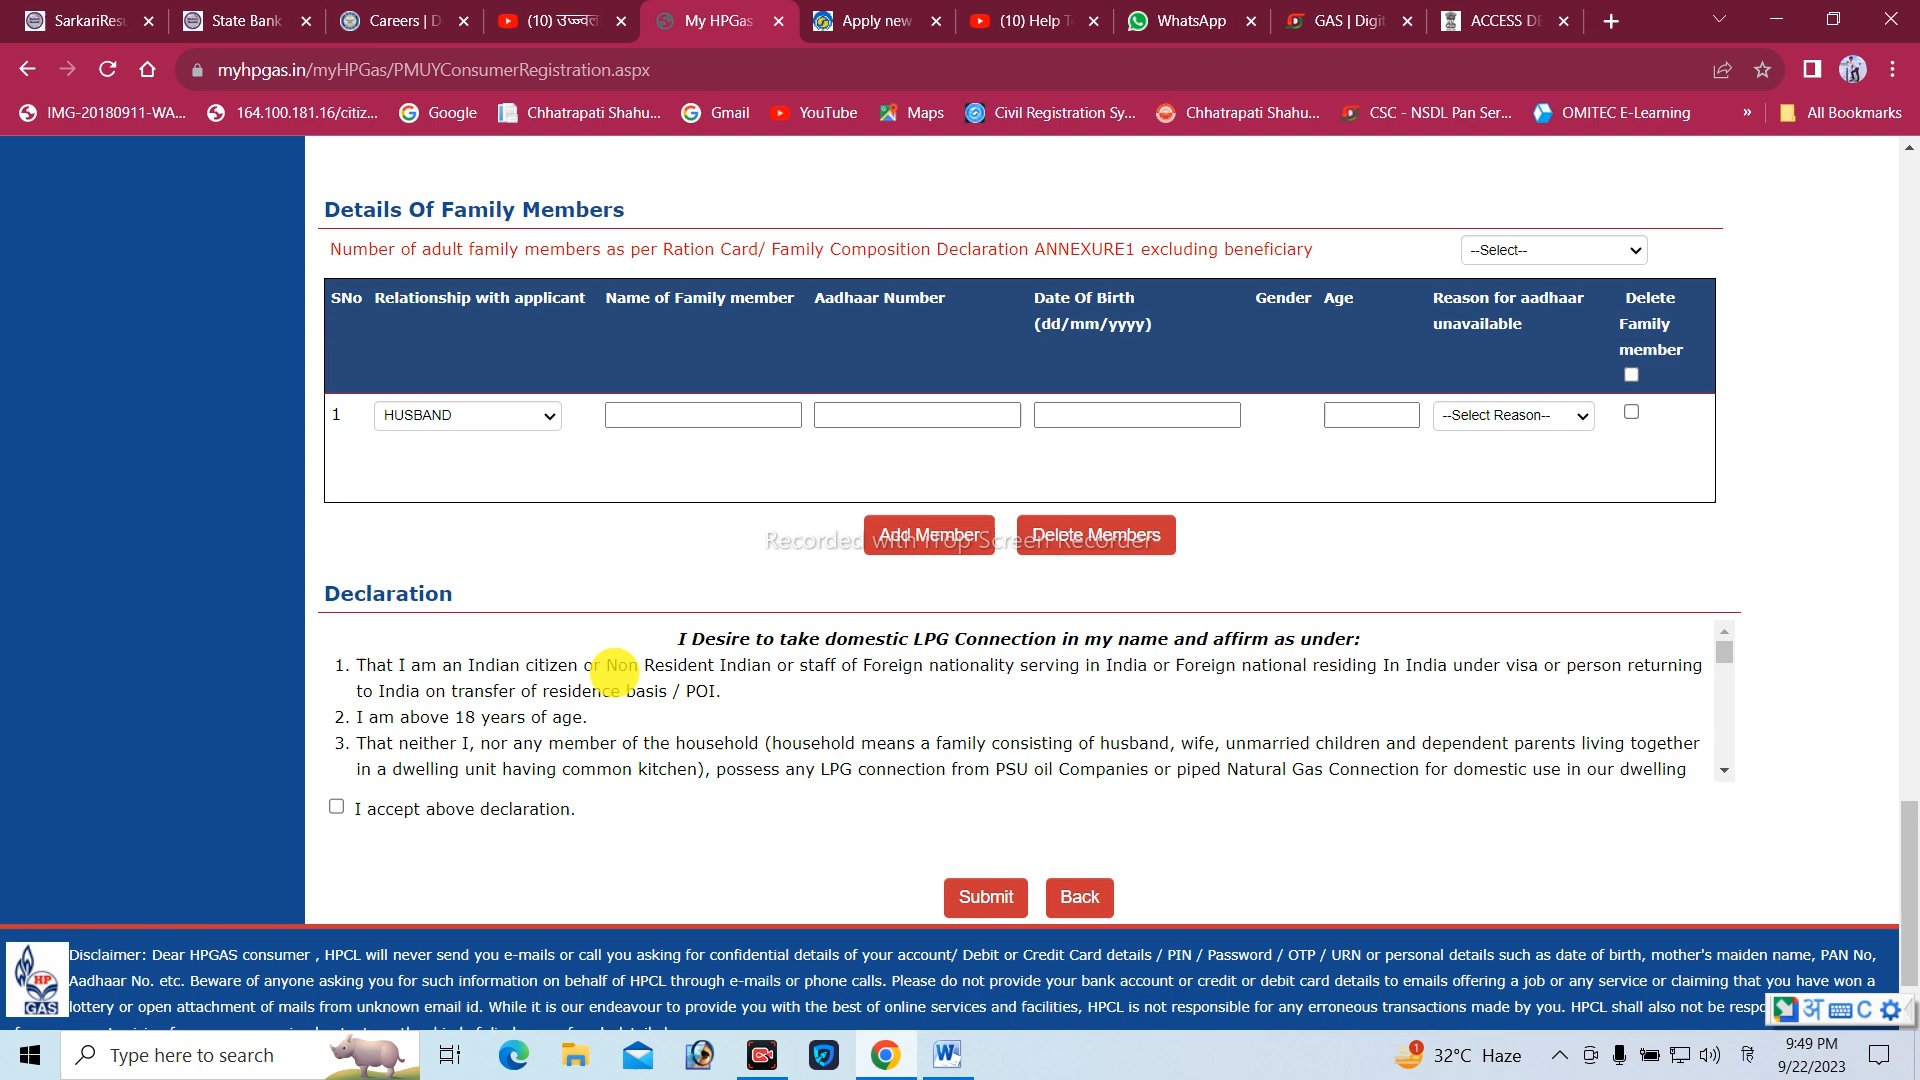 SarkariRes
State Bank
Careers | D
(10) उज्ज्वल
My HPGas
Apply new
(10) Help T
WhatsApp
GAS | Digit
ACCESS DE
myhpgas.in/myHPGas/PMUYConsumerRegistration.aspx
IMG-20180911-WA...
164.100.181.16/citiz...
Google
Chhatrapati Shahu...
Gmail
YouTube
Maps
Civil Registration Sy...
Chhatrapati Shahu...
CSC - NSDL Pan Ser...
OMITEC E-Learning
»
All Bookmarks
Details Of Family Members
Number of adult family members as per Ration Card/ Family Composition Declaration ANNEXURE1 excluding beneficiary
--Select--
SNo Relationship with applicant Name of Family member Aadhaar Number Date Of Birth (dd/mm/yyyy) Gender Age Reason for aadhaar unavailable Delete Family member
1 HUSBAND --Select Reason--
Add Member
Delete Members
Recorded with iTop Screen Recorder
Declaration
I Desire to take domestic LPG Connection in my name and affirm as under:
1. That I am an Indian citizen or Non Resident Indian or staff of Foreign nationality serving in India or Foreign national residing In India under visa or person returning
to India on transfer of residence basis / POI.
2. I am above 18 years of age.
3. That neither I, nor any member of the household (household means a family consisting of husband, wife, unmarried children and dependent parents living together
in a dwelling unit having common kitchen), possess any LPG connection from PSU oil Companies or piped Natural Gas Connection for domestic use in our dwelling
I accept above declaration.
Submit
Back
HP
GAS
Disclaimer: Dear HPGAS consumer , HPCL will never send you e-mails or call you asking for confidential details of your account/ Debit or Credit Card details / PIN / Password / OTP / URN or personal details such as date of birth, mother's maiden name, PAN No,
Aadhaar No. etc. Beware of anyone asking you for such information on behalf of HPCL through e-mails or phone calls. Please do not provide your bank account or credit or debit card details to emails offering a job or any service or claiming that you have won a
lottery or open attachment of mails from unknown email id. While it is our endeavour to provide you with the best of online services and facilities, HPCL is not responsible for any erroneous transactions made by you. HPCL shall also not be resp
अ C
Type here to search
1
32°C Haze
हि
9:49 PM
9/22/2023